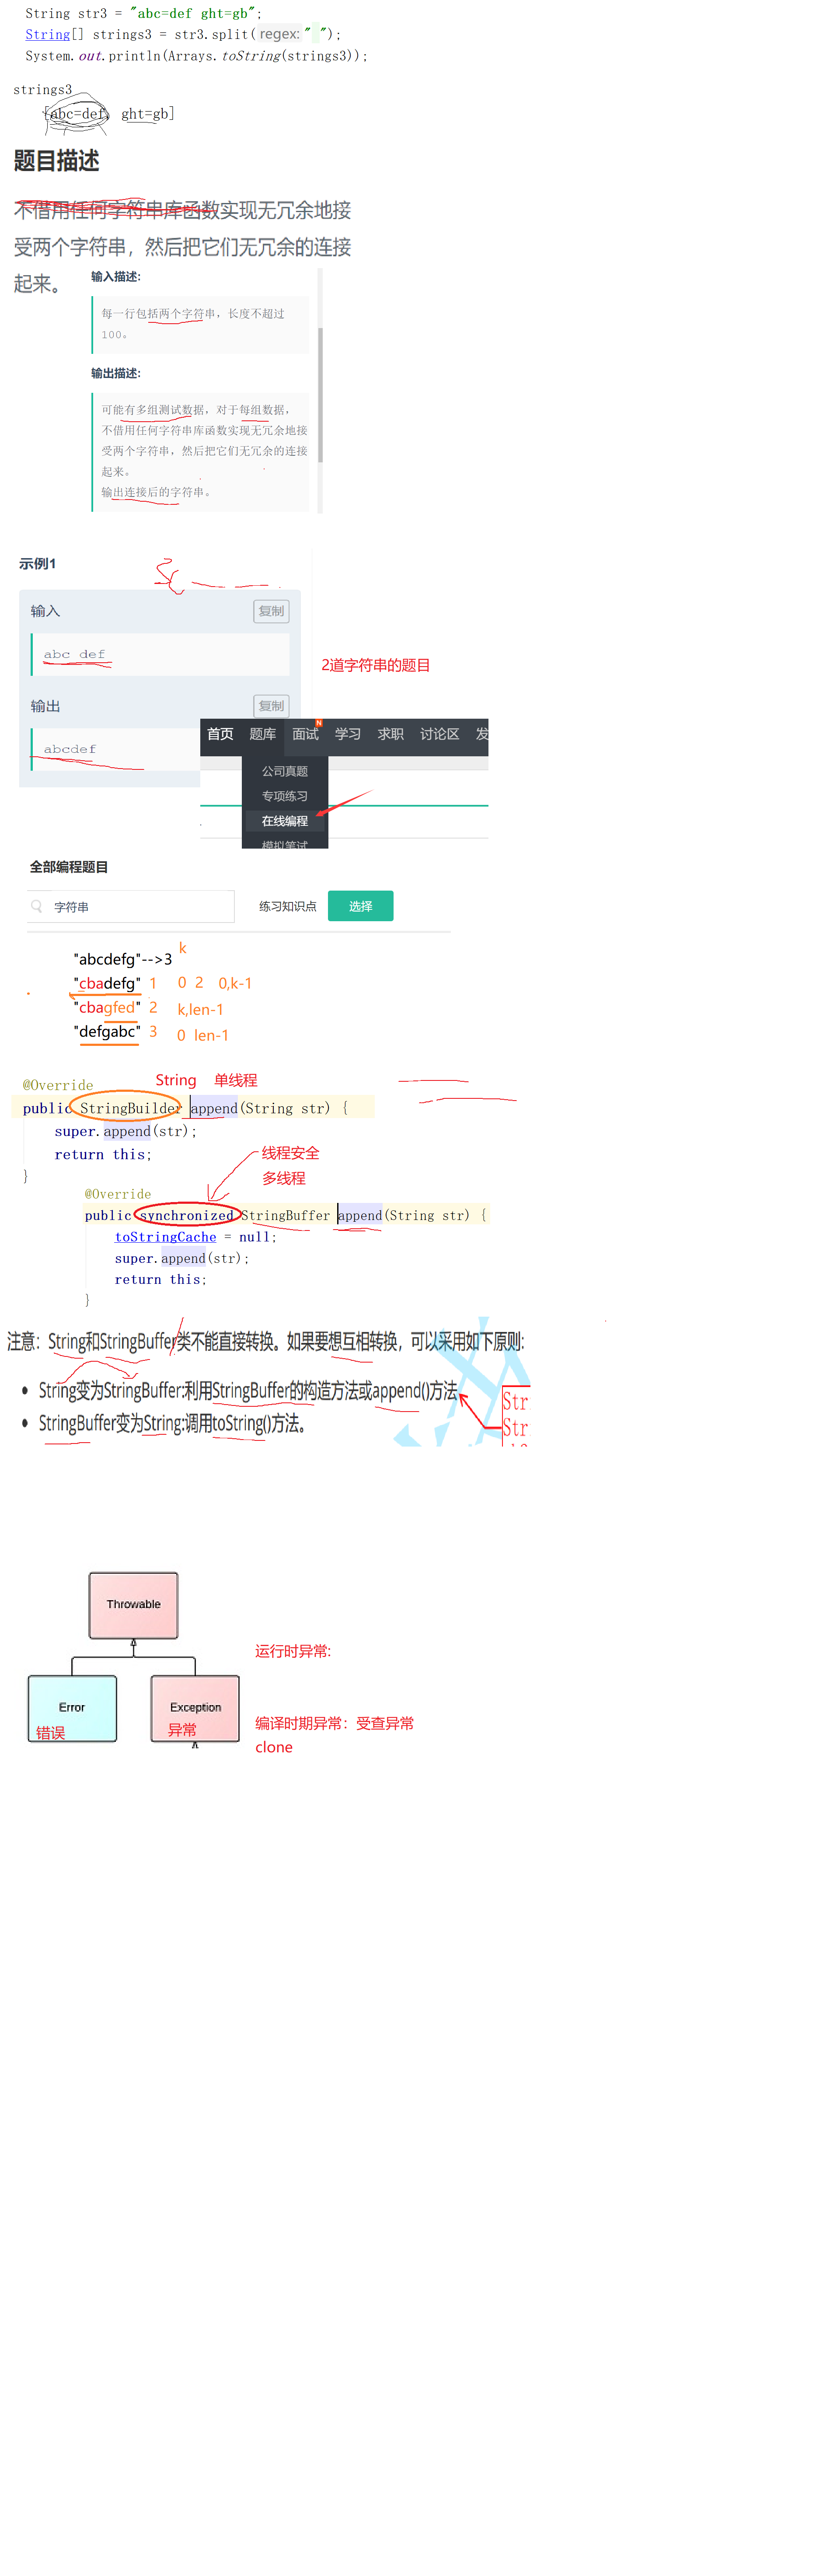 String str3 = "abc=def ght=gb";
String[] strings3 = str3.split( regex: " ");
System.out.println(Arrays.toString(strings3));
strings3
[abc=def, ght=gb]
题目描述
不借用任何字符串库函数实现无冗余地接
受两个字符串，然后把它们无冗余的连接
起来。
输入描述:
每一行包括两个字符串，长度不超过
100。
输出描述:
可能有多组测试数据，对于每组数据，
不借用任何字符串库函数实现无冗余地接
受两个字符串，然后把它们无冗余的连接
起来。
输出连接后的字符串。
示例1
输入 复制
abc def
2道字符串的题目
输出 复制
abcdef
首页 题库 面试 N 学习 求职 讨论区 发
公司真题
专项练习
在线编程
模拟笔试
全部编程题目
字符串 练习知识点 选择
"abcdefg"-->3 k
"cbadefg" 1 0 2 0,k-1
"cbagfed" 2 k,len-1
"defgabc" 3 0 len-1
String 单线程
@Override
public StringBuilder append(String str) {
super.append(str);
return this;
}
线程安全
多线程
@Override
public synchronized StringBuffer append(String str) {
toStringCache = null;
super.append(str);
return this;
}
注意：String和StringBuffer类不能直接转换。如果要想互相转换，可以采用如下原则:
• String变为StringBuffer:利用StringBuffer的构造方法或append()方法
• StringBuffer变为String:调用toString()方法。
Str
Str
Throwable
运行时异常:
Error
错误
Exception
异常
编译时期异常：受查异常
clone